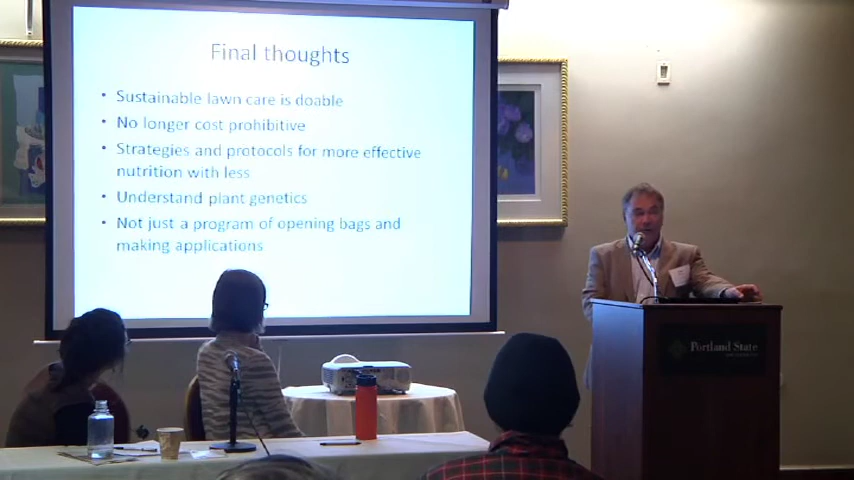 Final thoughts
• Sustainable lawn care is doable
• No longer cost prohibitive
• Strategies and protocols for more effective
nutrition with less
• Understand plant genetics
• Not just a program of opening bags and
making applications
Portland State